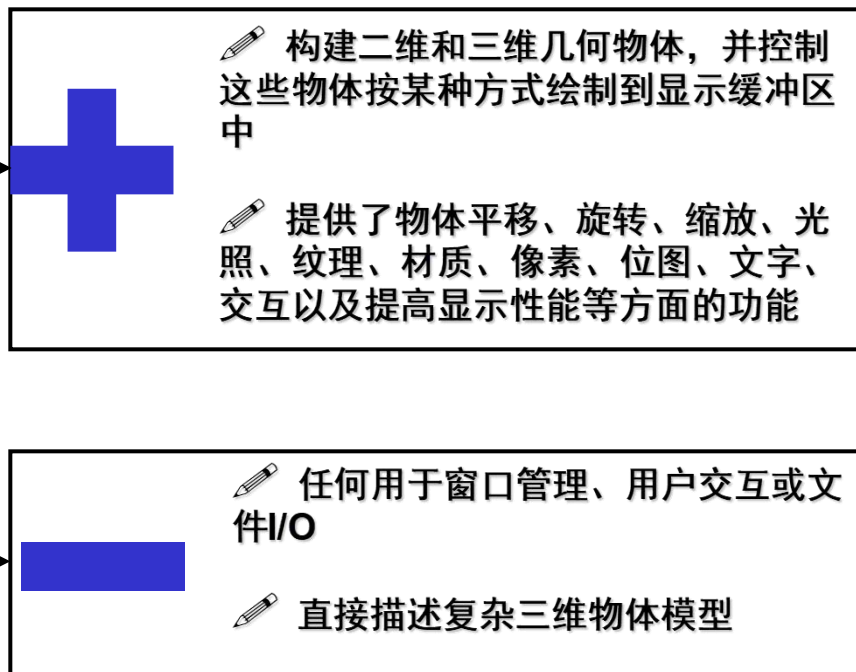 构建二维和三维几何物体，并控制
这些物体按某种方式绘制到显示缓冲区
中
提供了物体平移、旋转、缩放、光
照、纹理、材质、像素、位图、文字、
交互以及提高显示性能等方面的功能
任何用于窗口管理、用户交互或文
件I/O
直接描述复杂三维物体模型